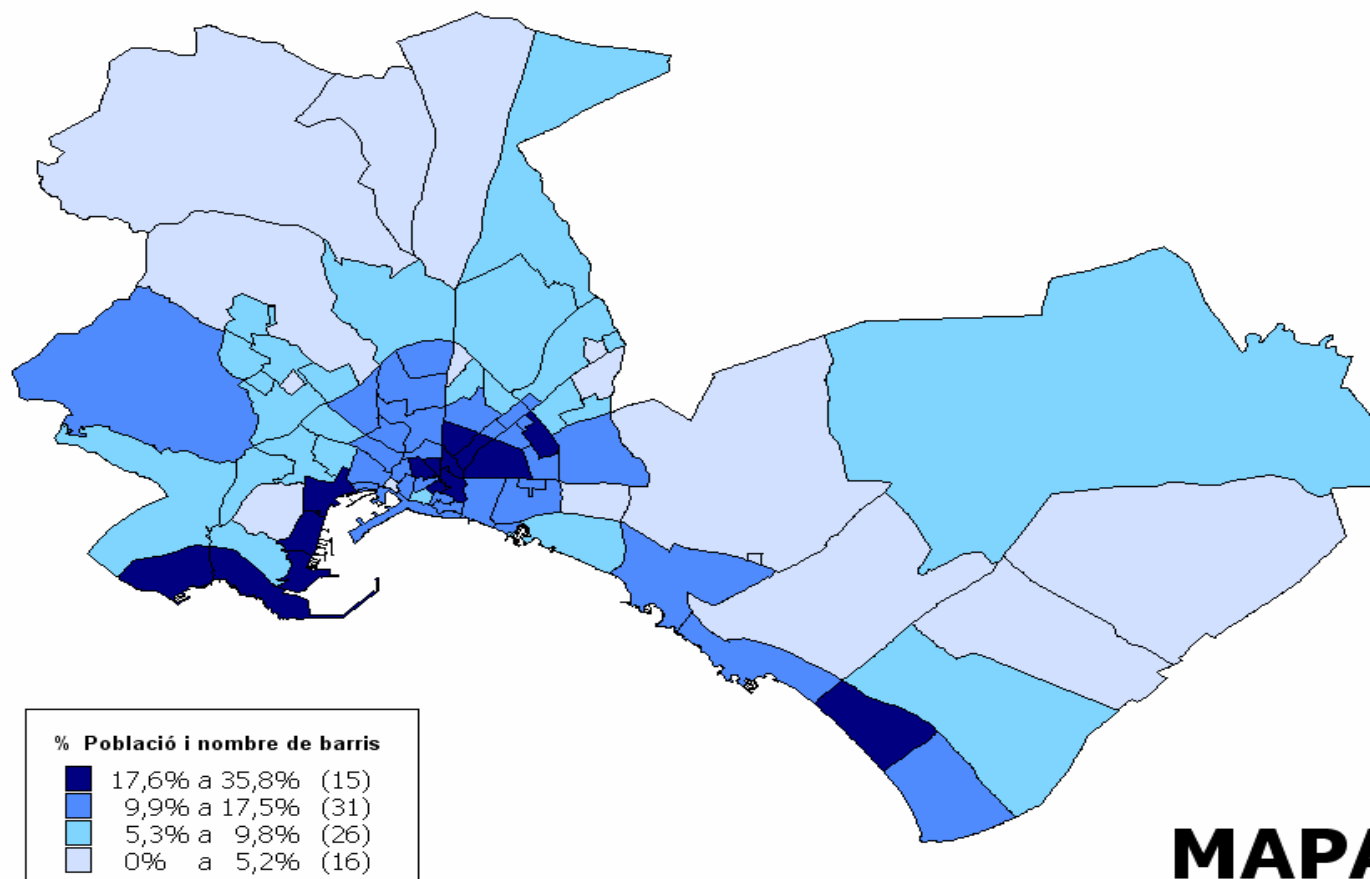 % Població i nombre de barris
17,6% a 35,8% (15)
9,9% a 17,5% (31)
5,3% a 9,8% (26)
0% a 5,2% (16)
MAPA